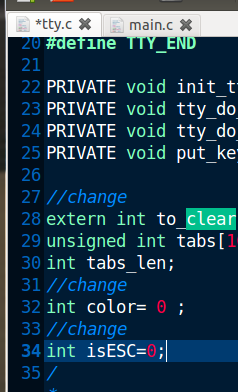 *tty.c main.c
20 #define TTY_END
21
22 PRIVATE void init_t
23 PRIVATE void tty_do
24 PRIVATE void tty_do
25 PRIVATE void put_ke
26
27 //change
28 extern int to_clear
29 unsigned int tabs[1
30 int tabs_len;
31 //change
32 int color= 0 ;
33 //change
34 int isESC=0;
35 /
*